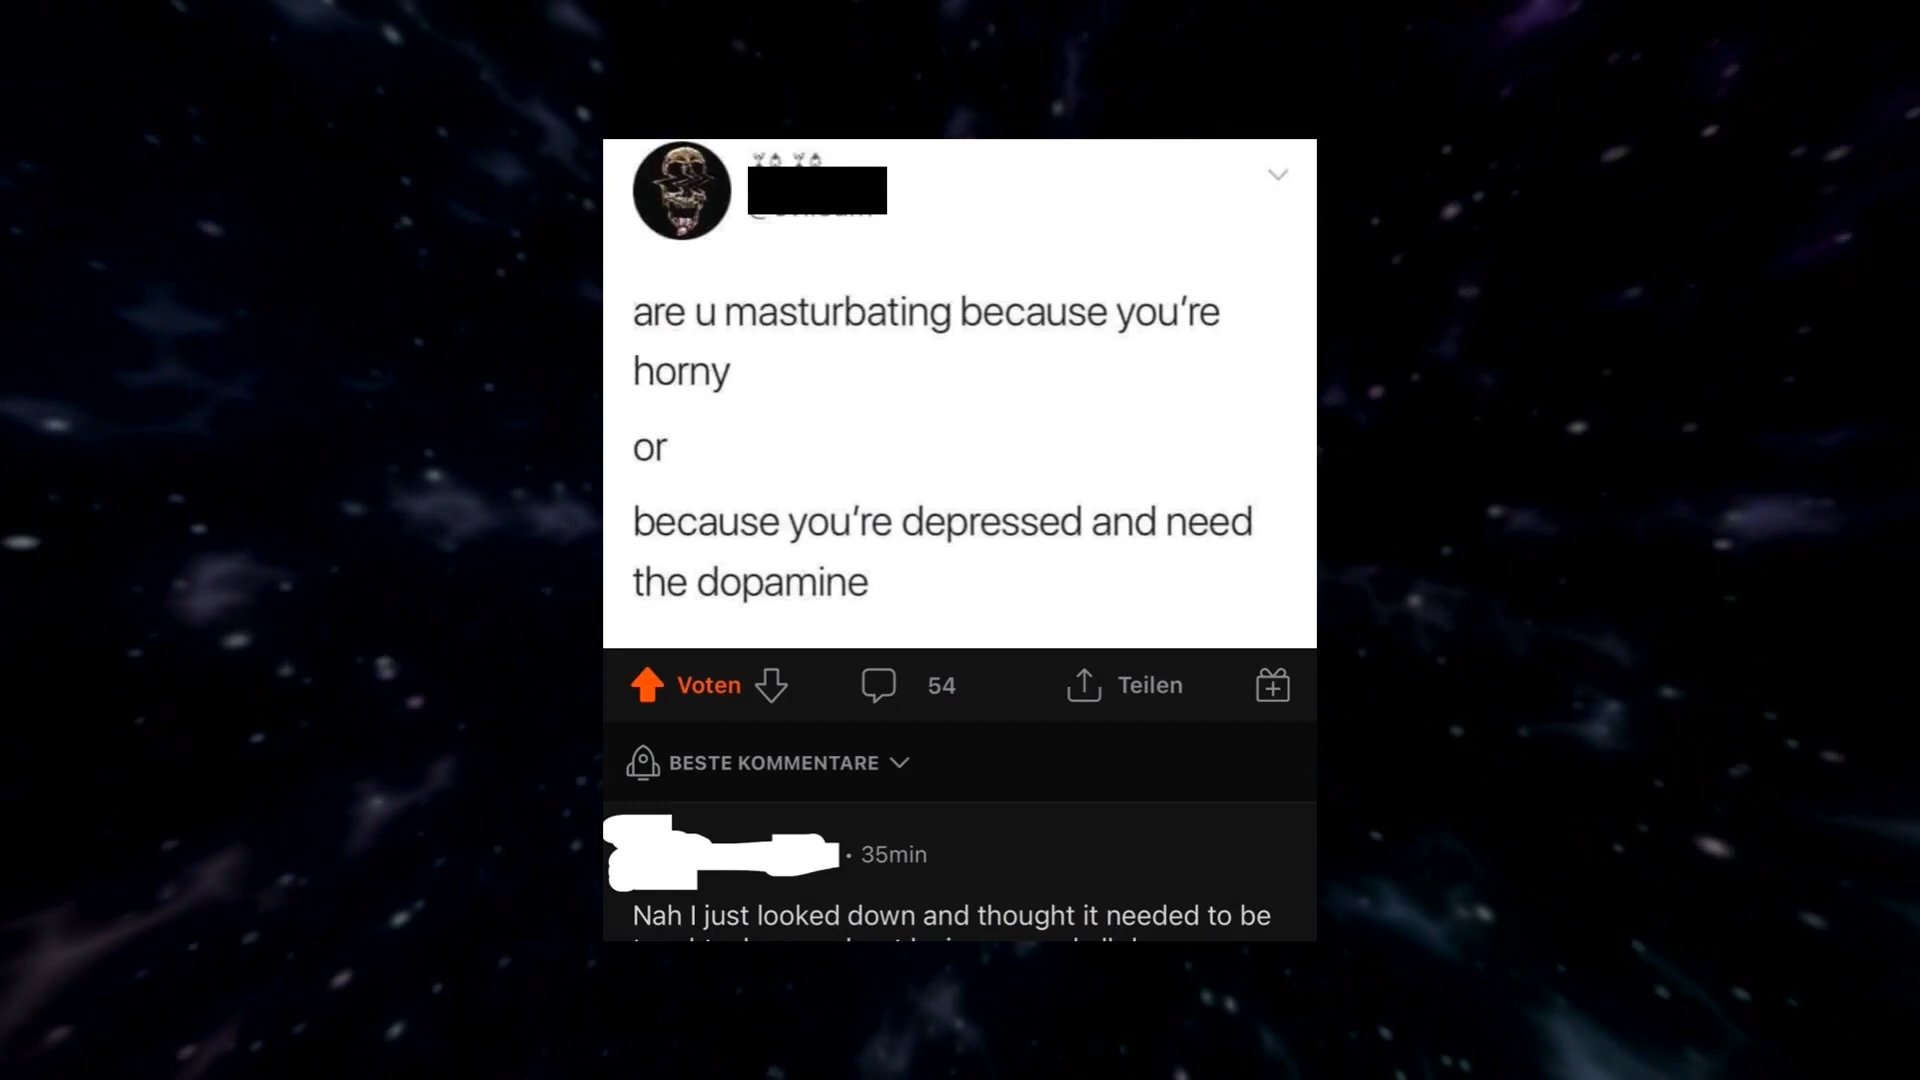 are u masturbating because you're
horny
or
because you're depressed and need
the dopamine
Voten
54
Teilen
BESTE KOMMENTARE
• 35min
Nah I just looked down and thought it needed to be